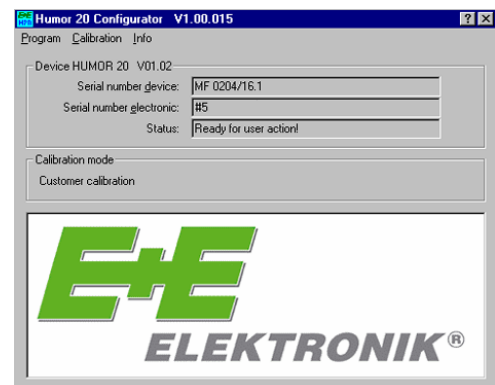 Humor 20 Configurator V1.00.015
Program Calibration Info
Device HUMOR 20 V01.02
Serial number device: MF 0204/16.1
Serial number electronic: #5
Status: Ready for user action!
Calibration mode
Customer calibration
E+E
ELEKTRONIK®